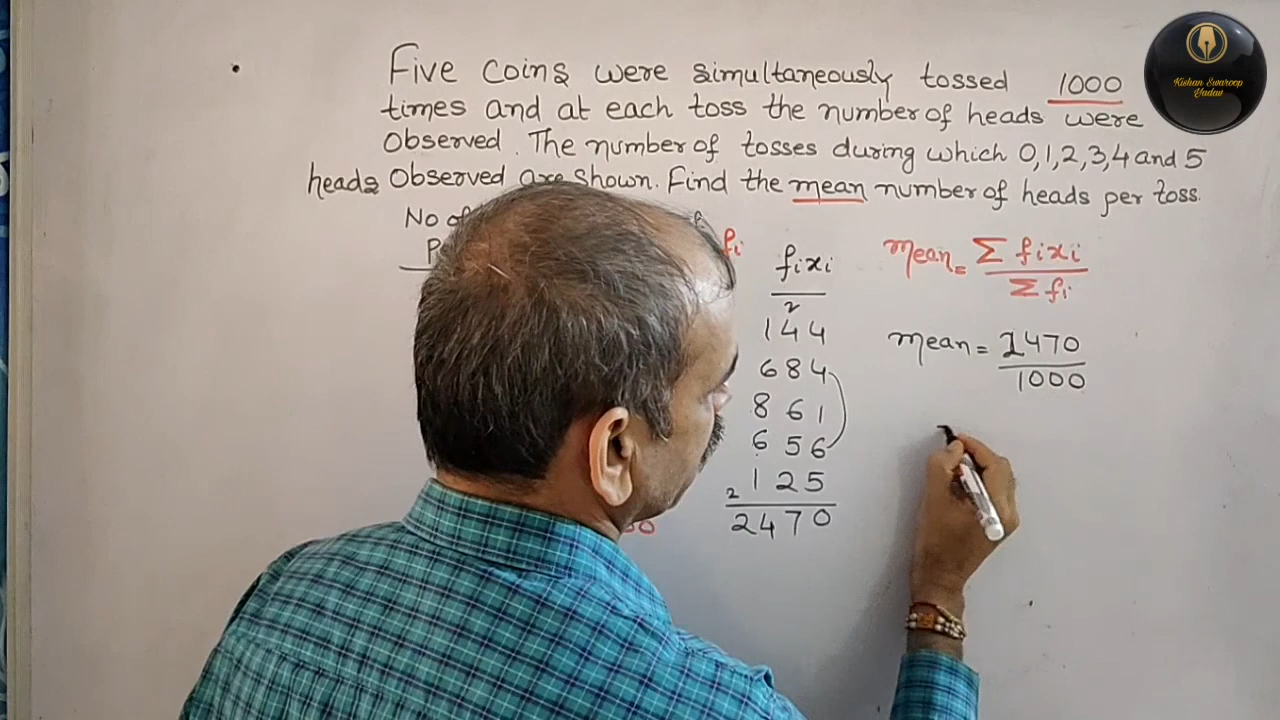 Five Coins were simultaneously tossed 1000
times and at each toss the number of heads were
Observed. The number of tosses during which 0,1,2,3,4 and 5
heads Observed are shown. Find the mean number of heads per toss.
No of
fi
fixi
2
144
684
861
656
2 125
2470
mean = Σ fixi
Σ fi
mean = 2470
1000
Kishan Swaroop
Yadav